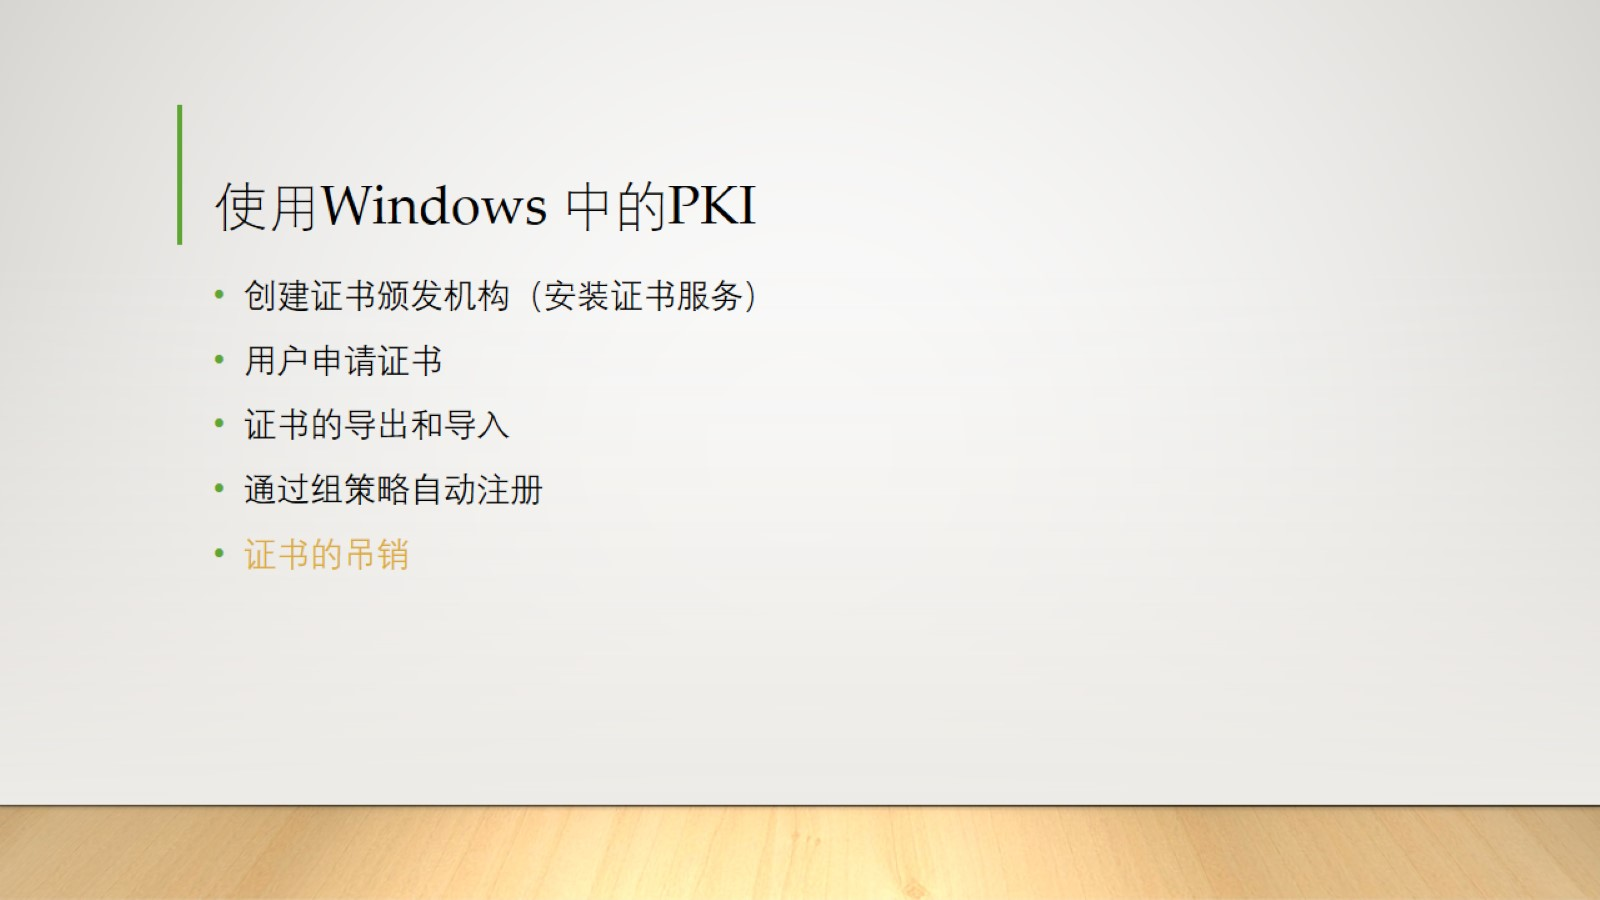 使用Windows 中的PKI
• 创建证书颁发机构（安装证书服务）
• 用户申请证书
• 证书的导出和导入
• 通过组策略自动注册
• 证书的吊销